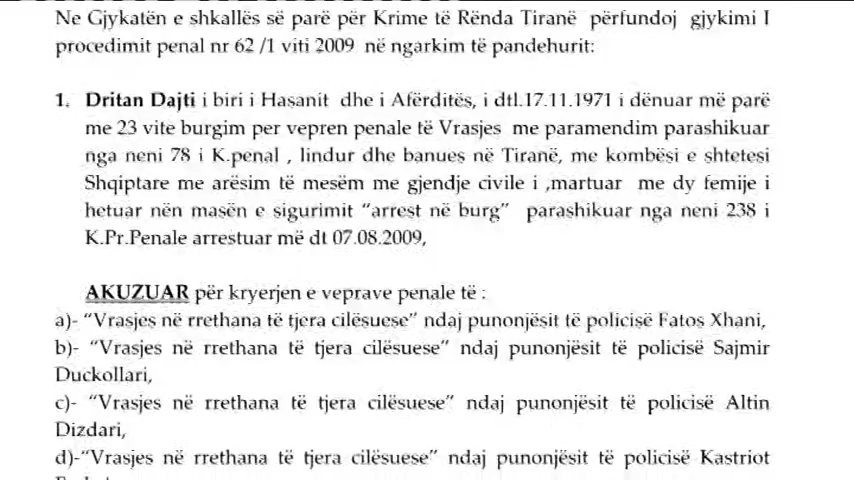 Ne Gjykatën e shkallës së parë për Krime të Rënda Tiranë përfundoj gjykimi I
procedimit penal nr 62 /1 viti 2009 në ngarkim të pandehurit:
1. Dritan Dajti i biri i Hasanit dhe i Afërditës, i dtl.17.11.1971 i dënuar më parë
me 23 vite burgim per vepren penale të Vrasjes me paramendim parashikuar
nga neni 78 i K.penal , lindur dhe banues në Tiranë, me kombësi e shtetesi
Shqiptare me arësim të mesëm me gjendje civile i ,martuar me dy femije i
hetuar nën masën e sigurimit “arrest në burg” parashikuar nga neni 238 i
K.Pr.Penale arrestuar më dt 07.08.2009,
AKUZUAR për kryerjen e veprave penale të :
a)- “Vrasjes në rrethana të tjera cilësuese” ndaj punonjësit të policisë Fatos Xhani,
b)- “Vrasjes në rrethana të tjera cilësuese” ndaj punonjësit të policisë Sajmir
Duckollari,
c)- “Vrasjes në rrethana të tjera cilësuese” ndaj punonjësit të policisë Altin
Dizdari,
d)-“Vrasjes në rrethana të tjera cilësuese” ndaj punonjësit të policisë Kastriot